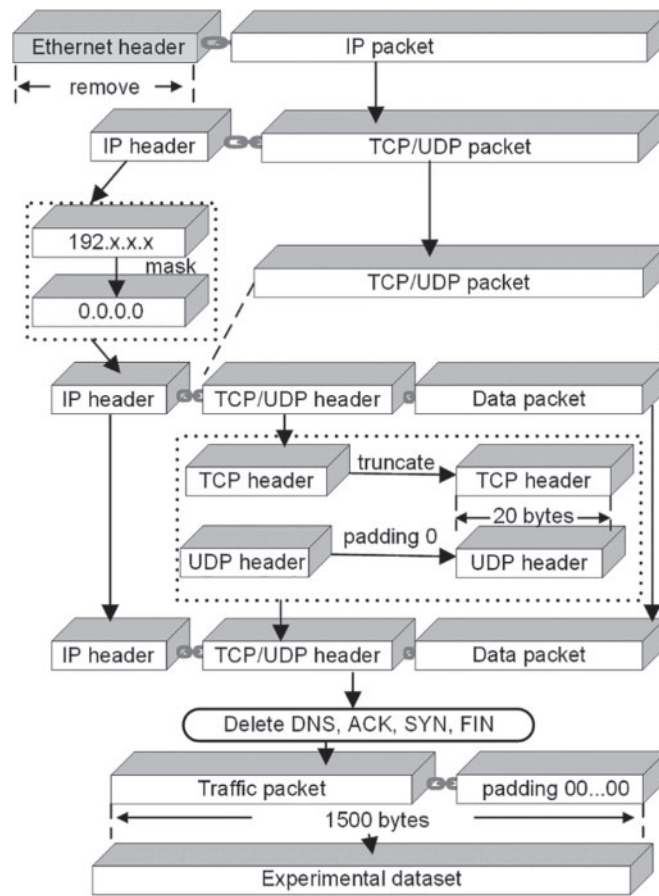 Ethernet header
IP packet
remove
IP header
TCP/UDP packet
192.x.x.x
mask
TCP/UDP packet
0.0.0.0
IP header
TCP/UDP header
Data packet
TCP header
truncate
TCP header
20 bytes
UDP header
padding 0
UDP header
IP header
TCP/UDP header
Data packet
Delete DNS, ACK, SYN, FIN
Traffic packet
padding 00...00
1500 bytes
Experimental dataset